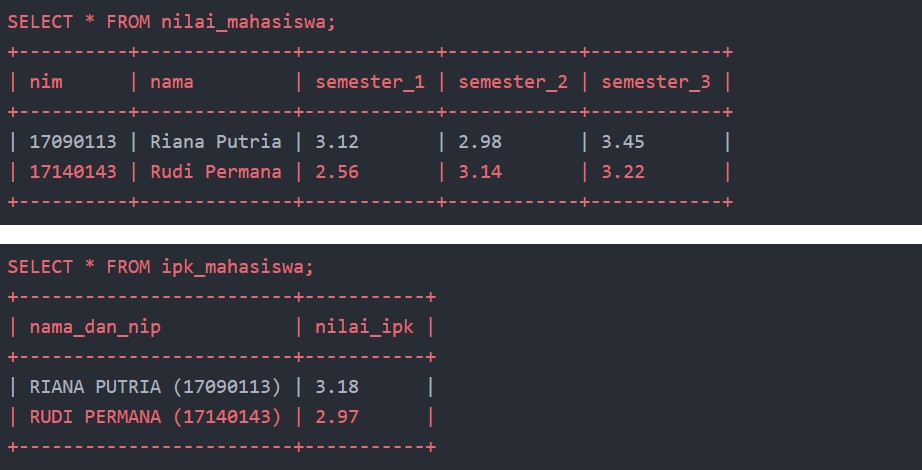 SELECT * FROM nilai_mahasiswa;
+----------+--------------+------------+------------+------------+
| nim      | nama         | semester_1 | semester_2 | semester_3 |
+----------+--------------+------------+------------+------------+
| 17090113 | Riana Putria | 3.12       | 2.98       | 3.45       |
| 17140143 | Rudi Permana | 2.56       | 3.14       | 3.22       |
+----------+--------------+------------+------------+------------+
SELECT * FROM ipk_mahasiswa;
+-------------------------+-----------+
| nama_dan_nip            | nilai_ipk |
+-------------------------+-----------+
| RIANA PUTRIA (17090113) | 3.18      |
| RUDI PERMANA (17140143) | 2.97      |
+-------------------------+-----------+